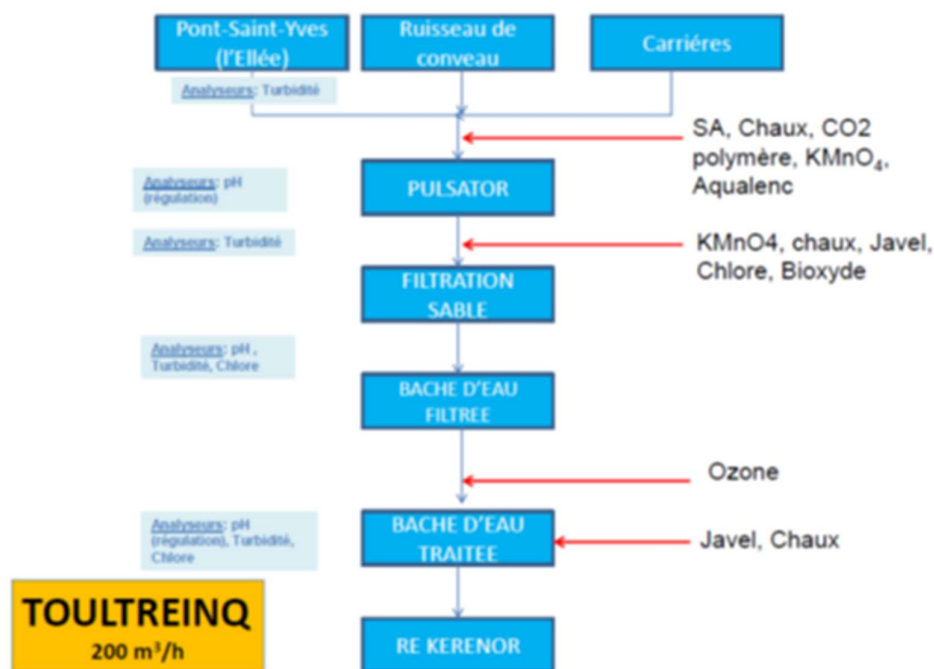 Pont-Saint-Yves
(l'Ellée)
Ruisseau de
conveau
Carriéres
Analyseurs: Turbidité
SA, Chaux, CO2
polymère, KMnO₄,
Aqualenc
Analyseurs: pH
(régulation)
PULSATOR
Analyseurs: Turbidité
KMnO4, chaux, Javel,
Chlore, Bioxyde
FILTRATION
SABLE
Analyseurs: pH ,
Turbidité, Chlore
BACHE D'EAU
FILTREE
Ozone
Analyseurs: pH
(régulation), Turbidité,
Chlore
BACHE D'EAU
TRAITEE
Javel, Chaux
TOULTREINQ
200 m³/h
RE KERENOR